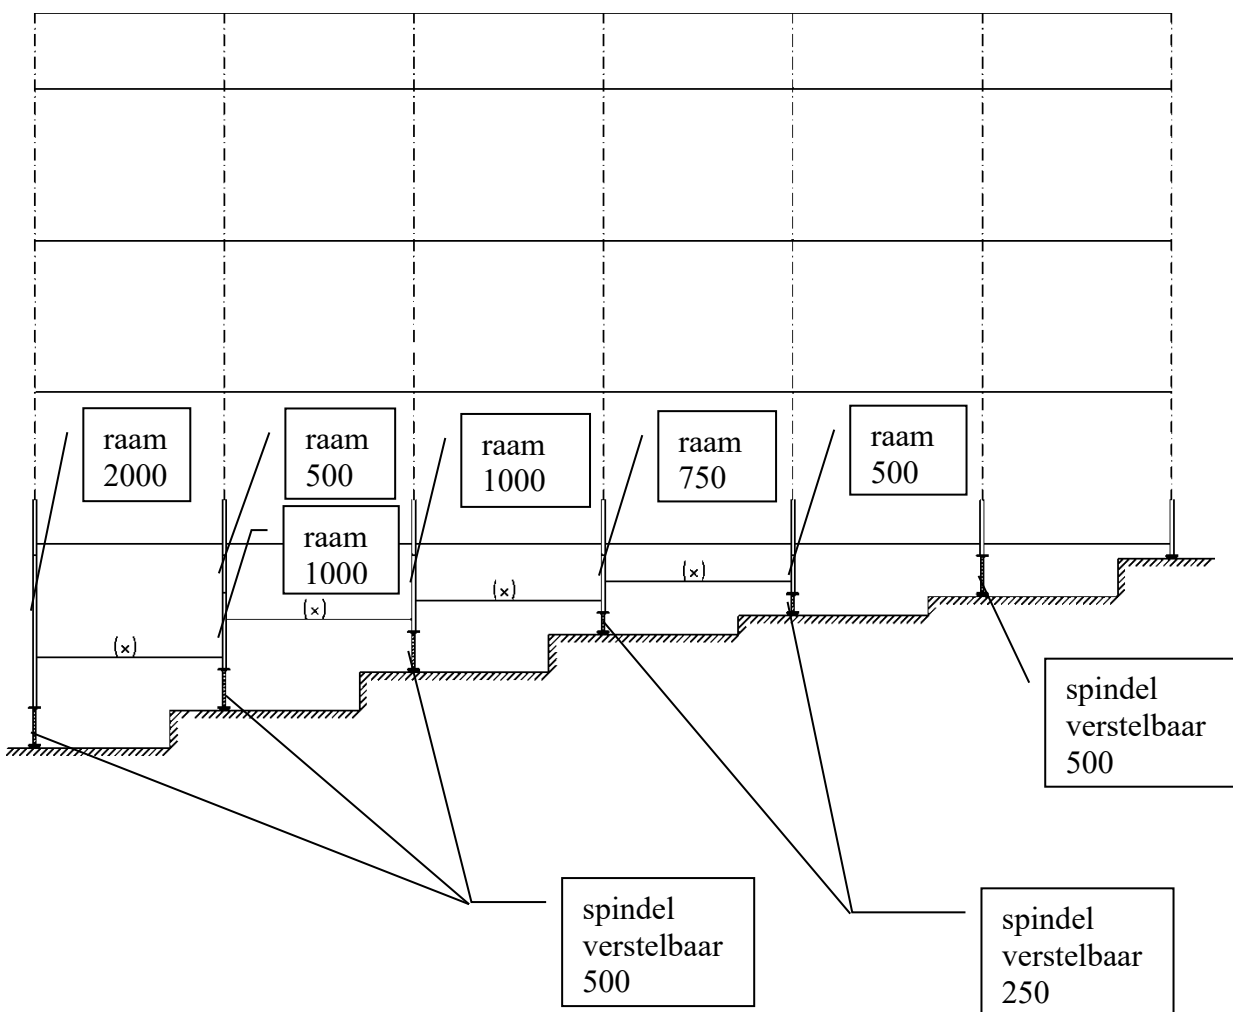 raam
2000
raam
500
raam
1000
raam
750
raam
500
raam
1000
(x)
(x)
(x)
(x)
spindel
verstelbaar
500
spindel
verstelbaar
500
spindel
verstelbaar
250